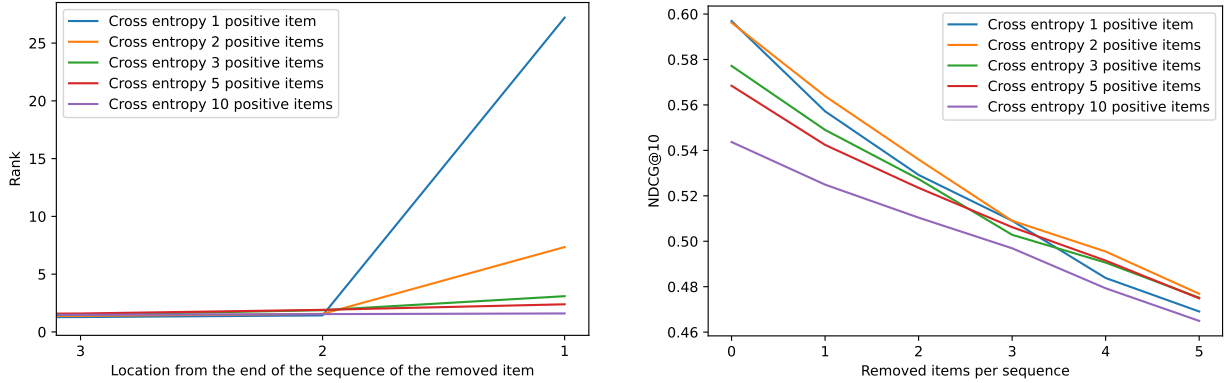 Cross entropy 1 positive item
Cross entropy 2 positive items
Cross entropy 3 positive items
Cross entropy 5 positive items
Cross entropy 10 positive items
25
20
15
10
5
0
Rank
3 2 1
Location from the end of the sequence of the removed item
Cross entropy 1 positive item
Cross entropy 2 positive items
Cross entropy 3 positive items
Cross entropy 5 positive items
Cross entropy 10 positive items
0.60
0.58
0.56
0.54
0.52
0.50
0.48
0.46
NDCG@10
0 1 2 3 4 5
Removed items per sequence